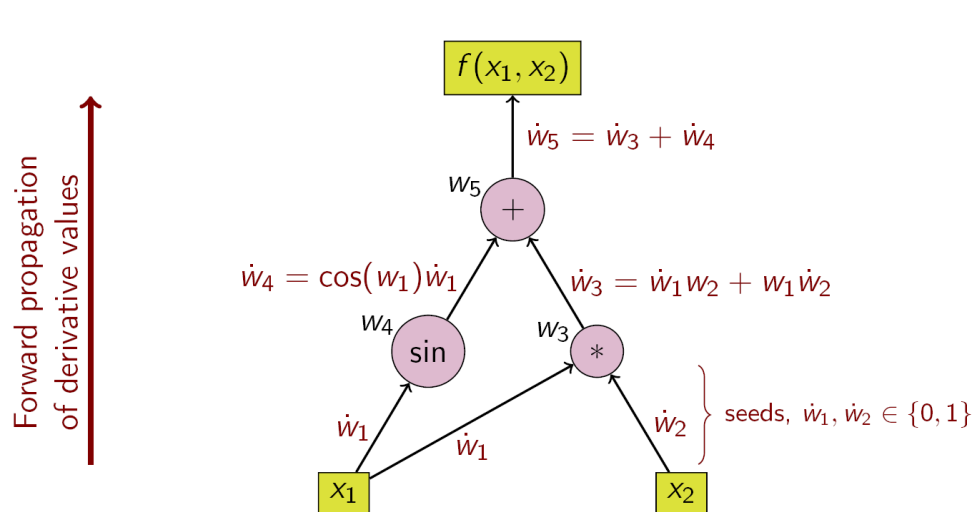 f(x₁, x₂)
ẇ₅ = ẇ₃ + ẇ₄
w₅
+
ẇ₄ = cos(w₁)ẇ₁
ẇ₃ = ẇ₁w₂ + w₁ẇ₂
w₄
sin
w₃
*
ẇ₁
ẇ₁
ẇ₂
seeds, ẇ₁, ẇ₂ ∈ {0, 1}
x₁
x₂
Forward propagation
of derivative values